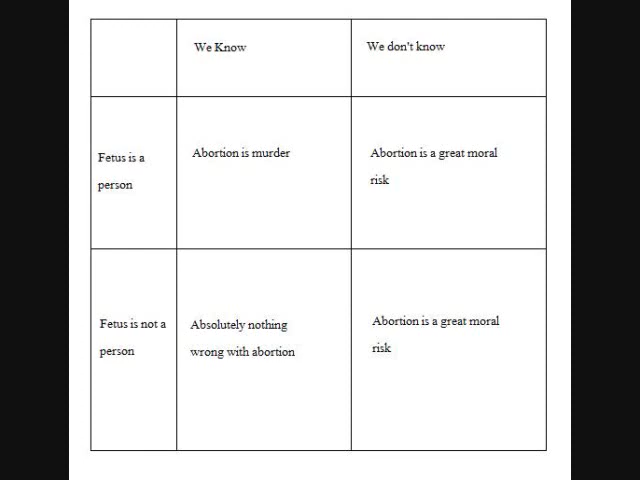 We Know
We don't know
Fetus is a
person
Abortion is murder
Abortion is a great moral
risk
Fetus is not a
person
Absolutely nothing
wrong with abortion
Abortion is a great moral
risk